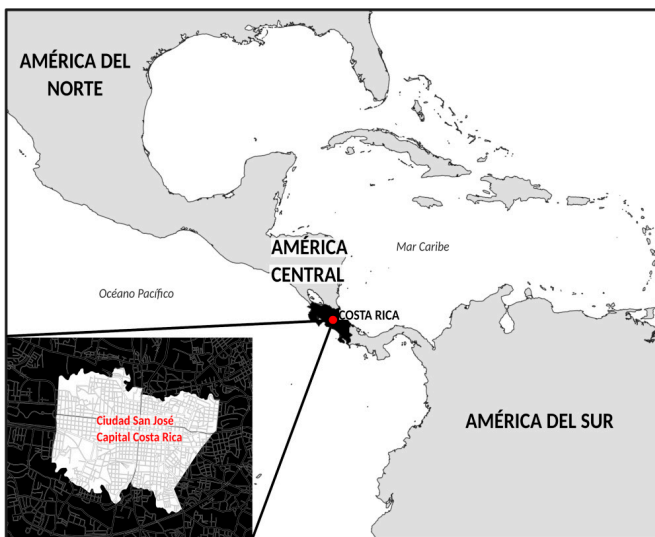 AMÉRICA DEL
NORTE
AMÉRICA
CENTRAL
Mar Caribe
Océano Pacífico
COSTA RICA
Ciudad San José
Capital Costa Rica
AMÉRICA DEL SUR